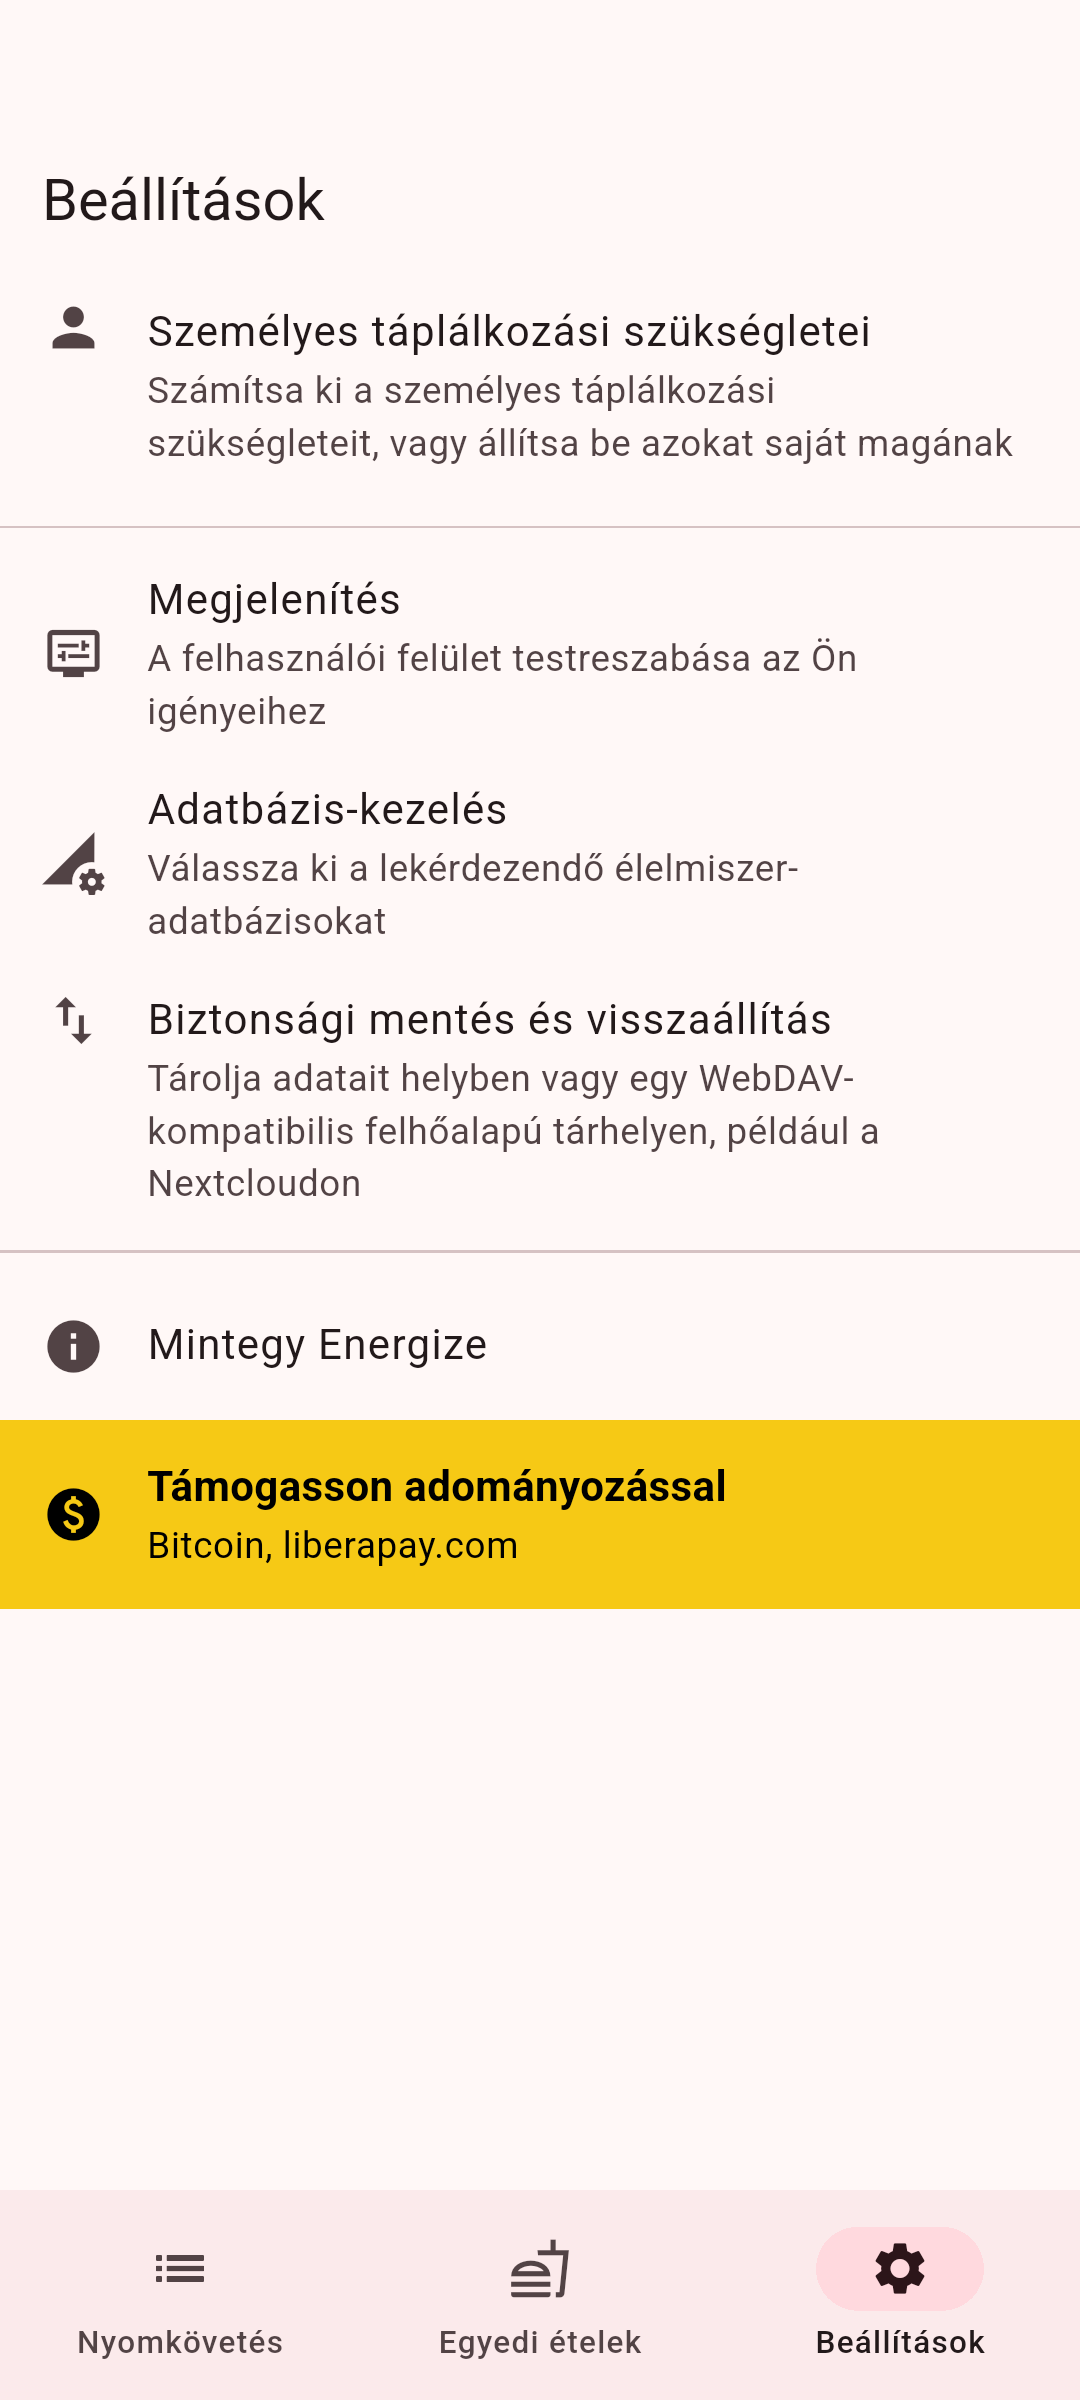 Beállítások
Személyes táplálkozási szükségletei
Számítsa ki a személyes táplálkozási
szükségleteit, vagy állítsa be azokat saját magának
Megjelenítés
A felhasználói felület testreszabása az Ön
igényeihez
Adatbázis-kezelés
Válassza ki a lekérdezendő élelmiszer-
adatbázisokat
Biztonsági mentés és visszaállítás
Tárolja adatait helyben vagy egy WebDAV-
kompatibilis felhőalapú tárhelyen, például a
Nextcloudon
Mintegy Energize
Támogasson adományozással
Bitcoin, liberapay.com
Nyomkövetés
Egyedi ételek
Beállítások